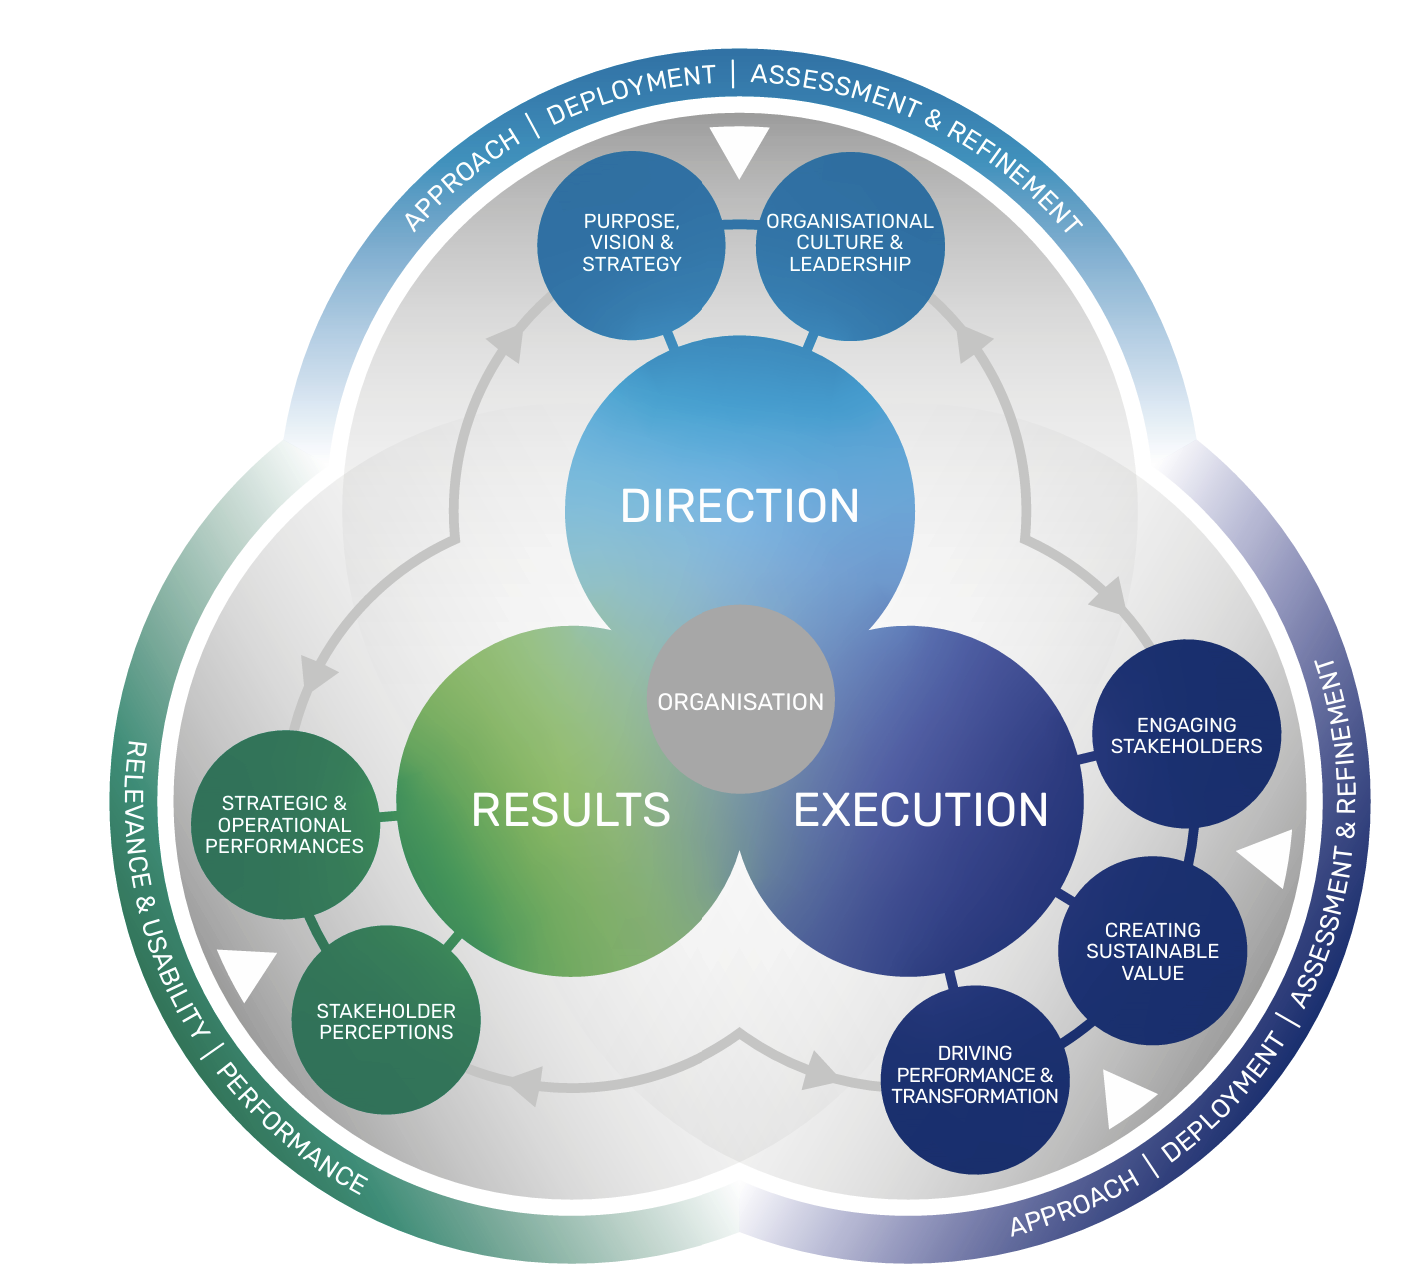 APPROACH | DEPLOYMENT | ASSESSMENT & REFINEMENT
PURPOSE,
VISION &
STRATEGY
ORGANISATIONAL
CULTURE &
LEADERSHIP
DIRECTION
ORGANISATION
RESULTS
EXECUTION
ENGAGING
STAKEHOLDERS
CREATING
SUSTAINABLE
VALUE
DRIVING
PERFORMANCE &
TRANSFORMATION
STRATEGIC &
OPERATIONAL
PERFORMANCES
STAKEHOLDER
PERCEPTIONS
RELEVANCE & USABILITY | PERFORMANCE
APPROACH | DEPLOYMENT | ASSESSMENT & REFINEMENT